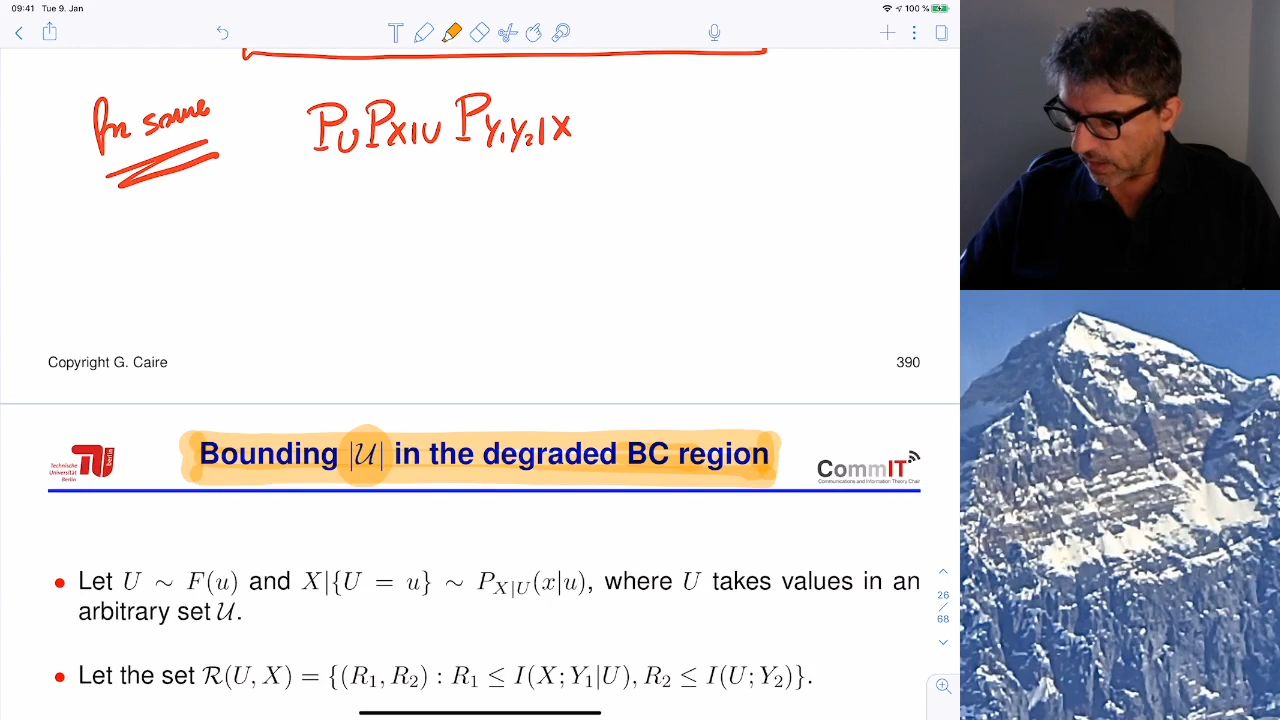 09:41 Tue 9. Jan
100 %
for some P_U P_{X|U} P_{Y_1 Y_2|X}
Copyright G. Caire
390
Technische Universität Berlin
Bounding |𝒰| in the degraded BC region
CommIT
Communications and Information Theory Chair
• Let U ∼ F(u) and X|{U = u} ∼ P_{X|U}(x|u), where U takes values in an
arbitrary set 𝒰.
26
/
68
• Let the set ℛ(U, X) = {(R_1, R_2) : R_1 ≤ I(X; Y_1|U), R_2 ≤ I(U; Y_2)}.